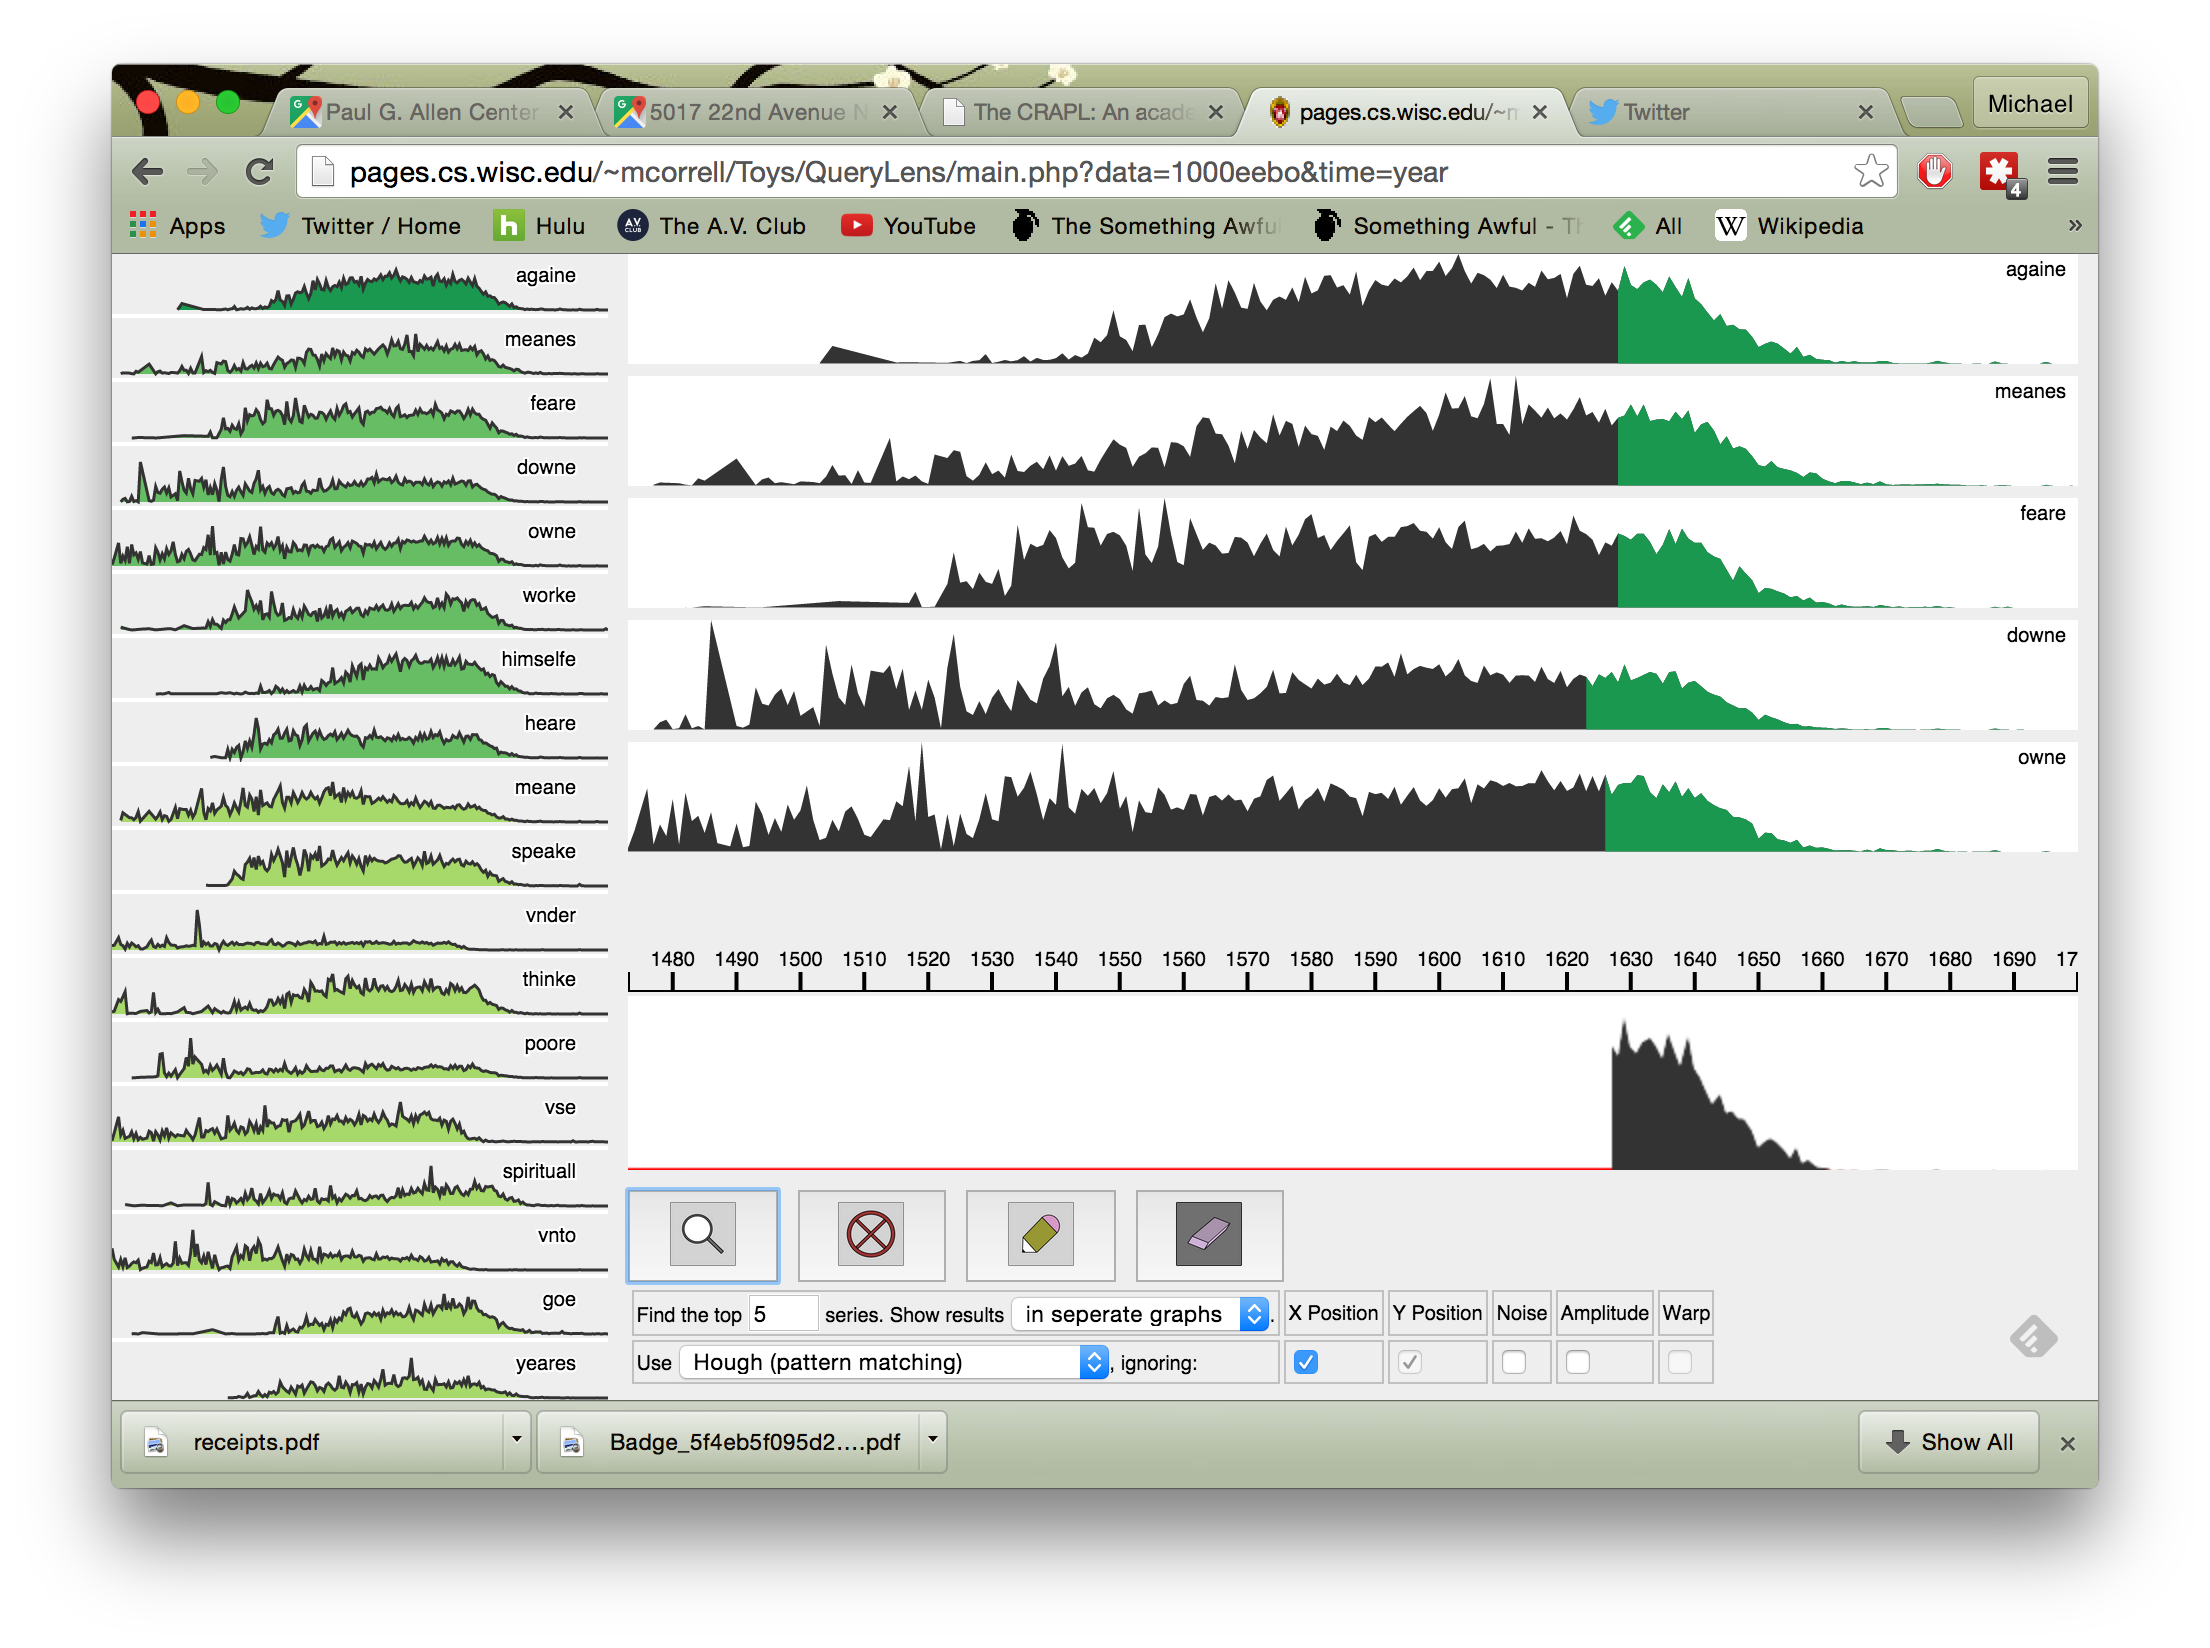 Paul G. Allen Center
5017 22nd Avenue N
The CRAPL: An acade
pages.cs.wisc.edu/~m
Twitter
Michael
pages.cs.wisc.edu/~mcorrell/Toys/QueryLens/main.php?data=1000eebo&time=year
4
Apps
Twitter / Home
h Hulu
A.V. CLUB The A.V. Club
YouTube
The Something Awfu
Something Awful - Th
All
W Wikipedia
»
againe
meanes
feare
downe
owne
worke
himselfe
heare
meane
speake
vnder
thinke
poore
vse
spirituall
vnto
goe
yeares
againe
meanes
feare
downe
owne
1480 1490 1500 1510 1520 1530 1540 1550 1560 1570 1580 1590 1600 1610 1620 1630 1640 1650 1660 1670 1680 1690 17
Find the top 5 series. Show results in seperate graphs .
X Position Y Position Noise Amplitude Warp
Use Hough (pattern matching) , ignoring:
receipts.pdf
Badge_5f4eb5f095d2....pdf
Show All